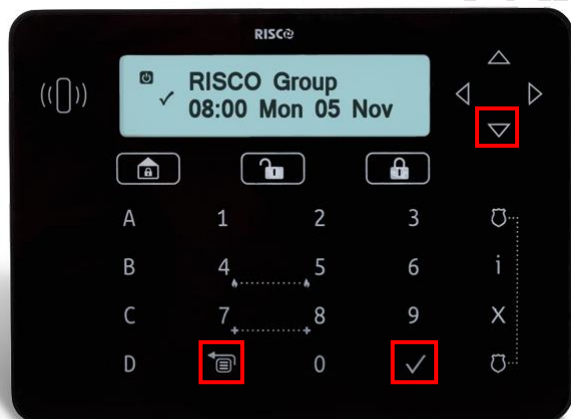 RISCO
RISCO Group
08:00 Mon 05 Nov
A 1 2 3
B 4 5 6 i
C 7 8 9 X
D 0